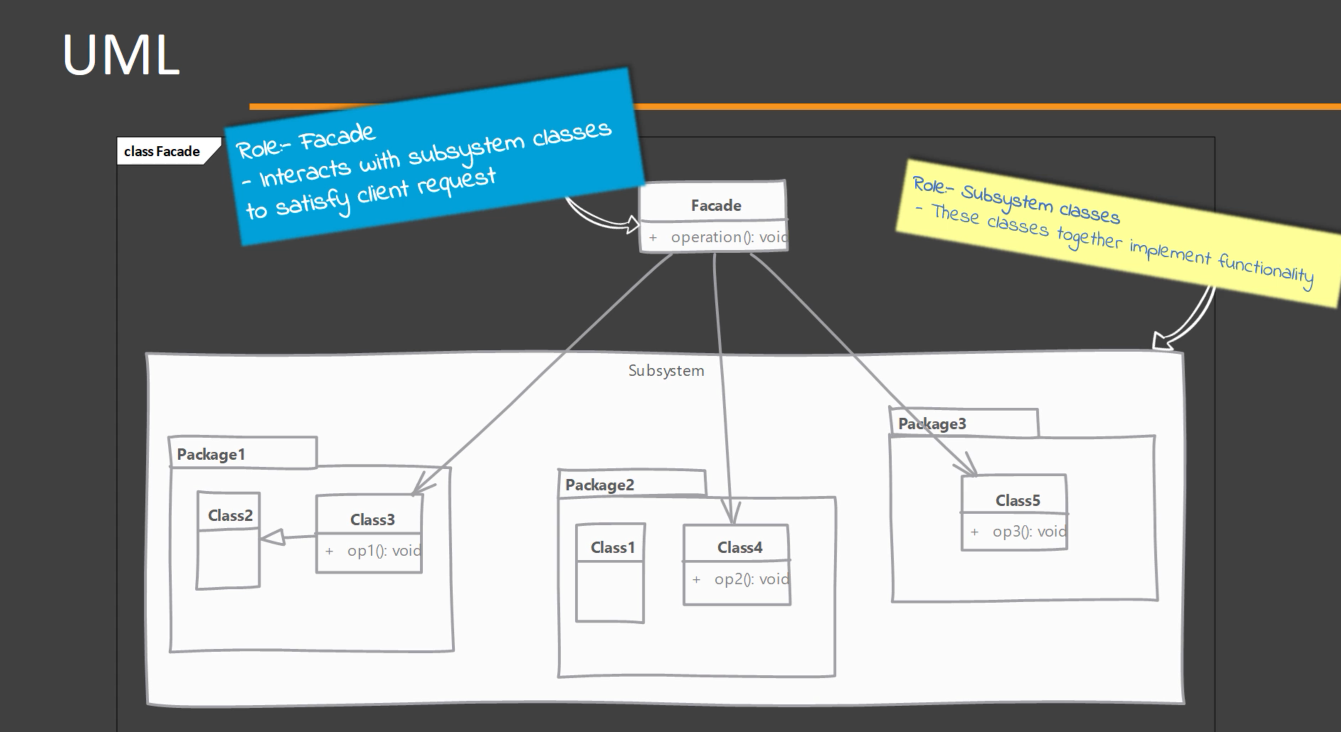 UML
class Facade
Role:- Facade
- Interacts with subsystem classes
to satisfy client request
Role:- Subsystem classes
- These classes together implement functionality
Facade
+ operation(): void
Subsystem
Package1
Class2
Class3
+ op1(): void
Package2
Class1
Class4
+ op2(): void
Package3
Class5
+ op3(): void